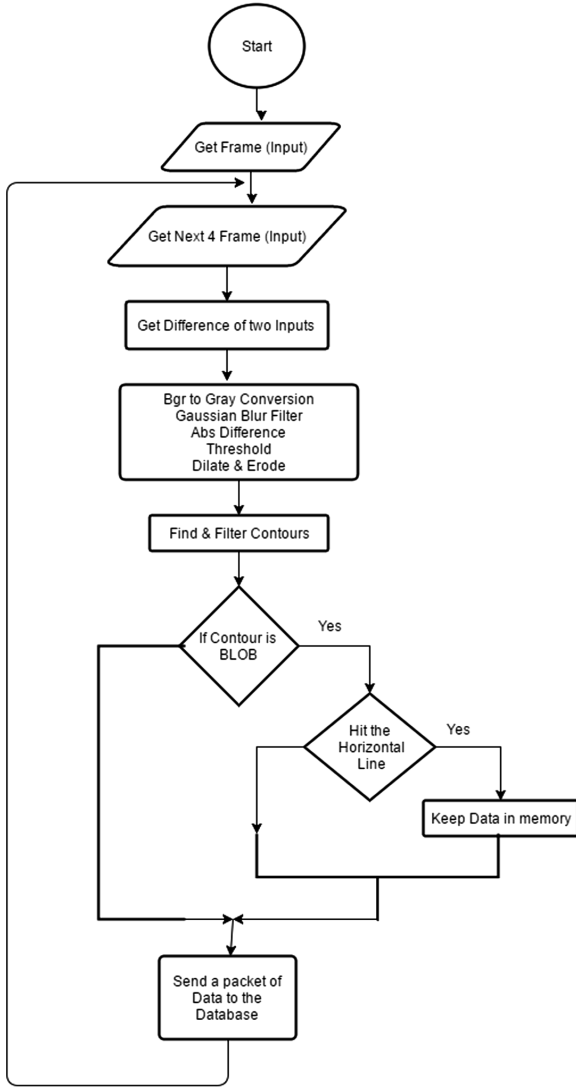 Start
Get Frame (Input)
Get Next 4 Frame (Input)
Get Difference of two Inputs
Bgr to Gray Conversion
Gaussian Blur Filter
Abs Difference
Threshold
Dilate & Erode
Find & Filter Contours
If Contour is
BLOB
Yes
Hit the
Horizontal
Line
Yes
Keep Data in memory
Send a packet of
Data to the
Database